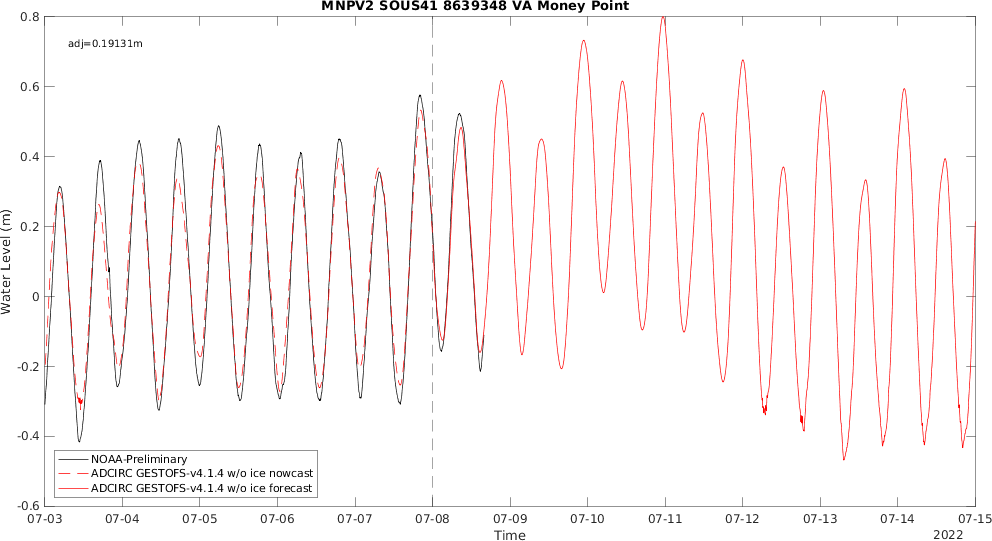 MNPV2 SOUS41 8639348 VA Money Point
adj=0.19131m
Water Level (m)
0.8
0.6
0.4
0.2
0
-0.2
-0.4
-0.6
NOAA-Preliminary
ADCIRC GESTOFS-v4.1.4 w/o ice nowcast
ADCIRC GESTOFS-v4.1.4 w/o ice forecast
07-03 07-04 07-05 07-06 07-07 07-08 07-09 07-10 07-11 07-12 07-13 07-14 07-15
Time
2022